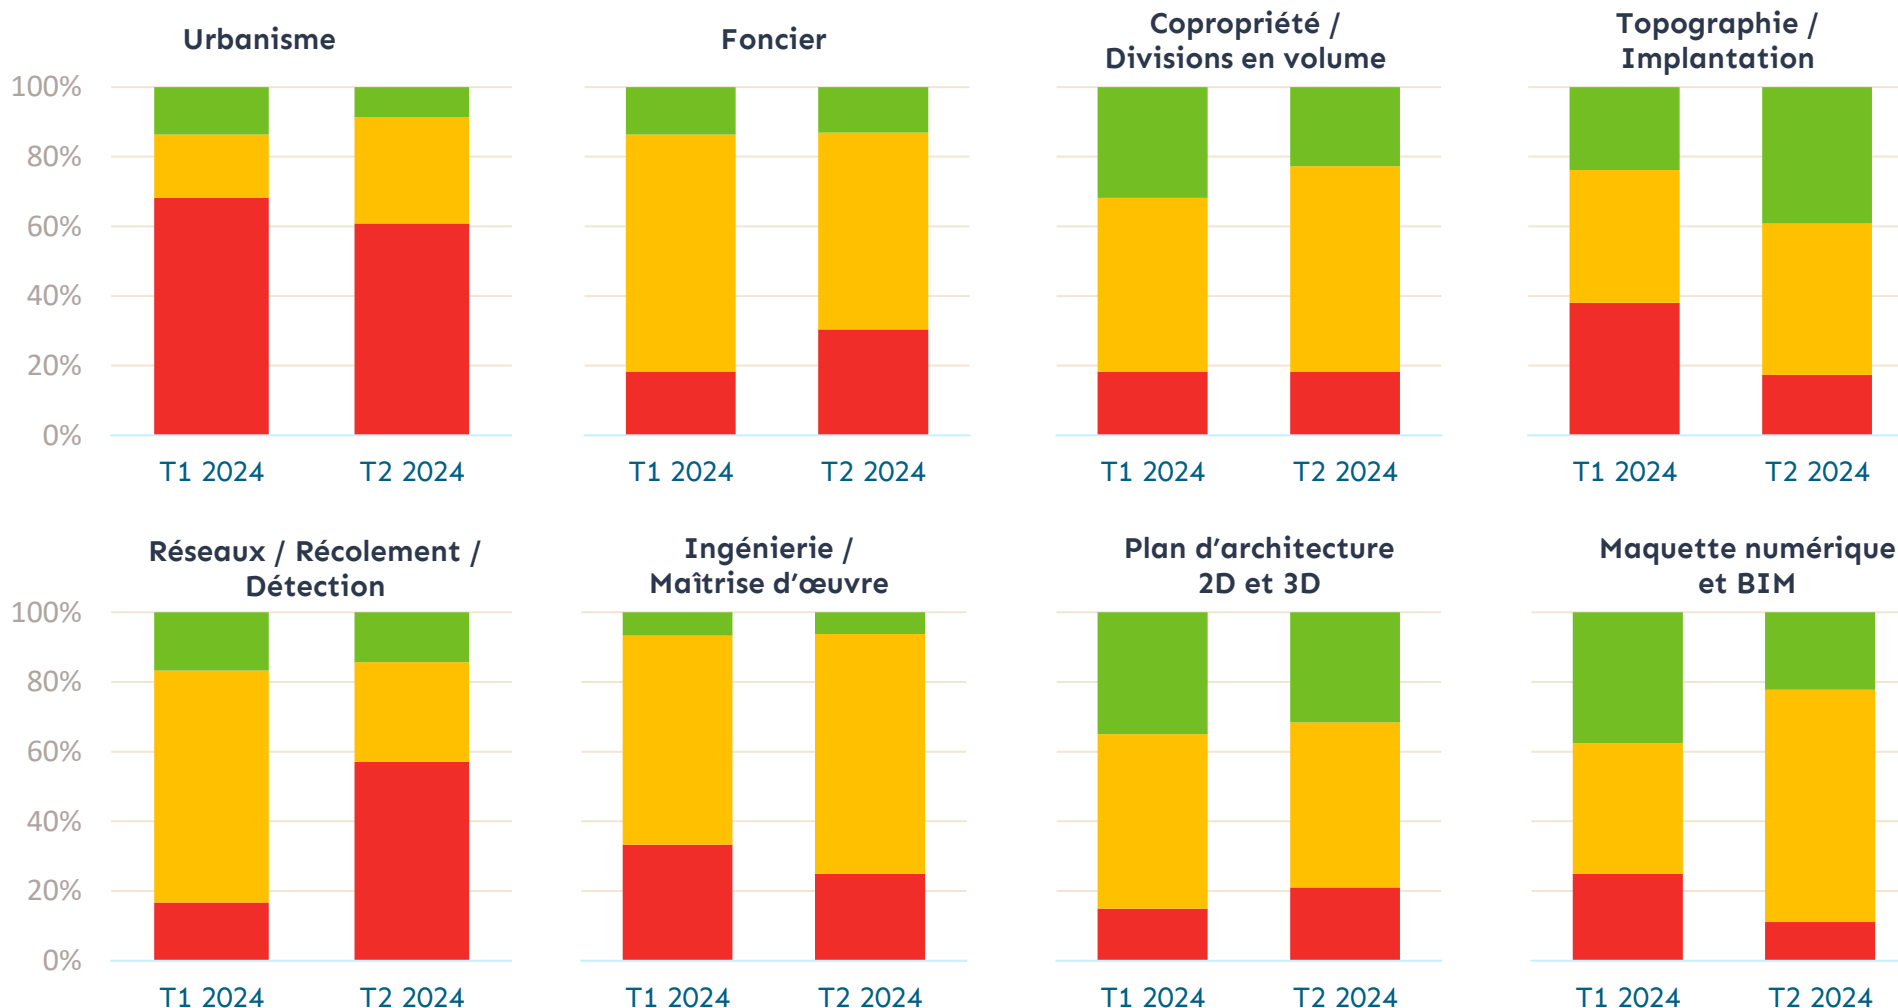 Urbanisme
Foncier
Copropriété /
Divisions en volume
Topographie /
Implantation
100%
80%
60%
40%
20%
0%
T1 2024
T2 2024
T1 2024
T2 2024
T1 2024
T2 2024
T1 2024
T2 2024
Réseaux / Récolement /
Détection
Ingénierie /
Maîtrise d’œuvre
Plan d’architecture
2D et 3D
Maquette numérique
et BIM
100%
80%
60%
40%
20%
0%
T1 2024
T2 2024
T1 2024
T2 2024
T1 2024
T2 2024
T1 2024
T2 2024